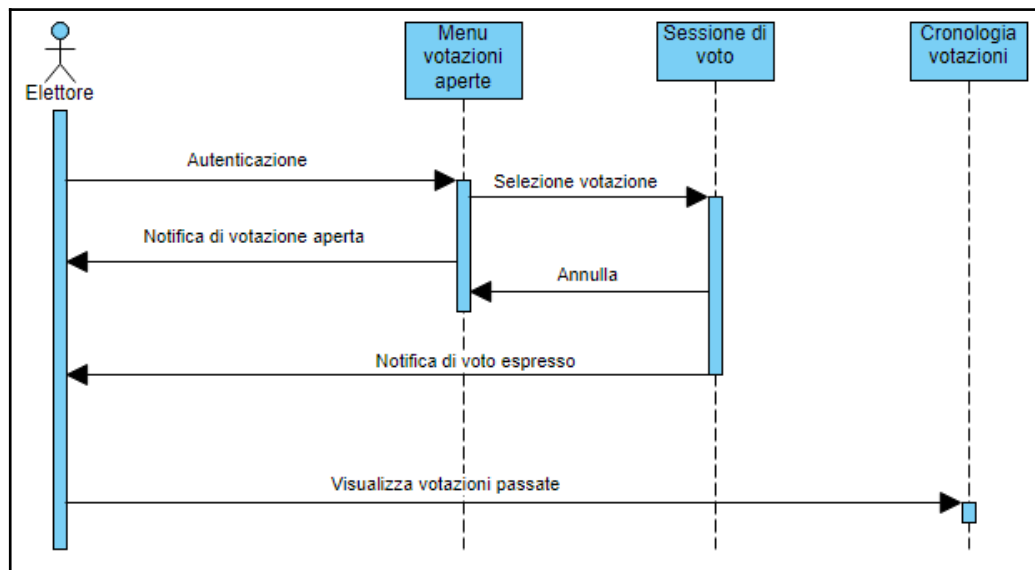 Elettore
Menu
votazioni
aperte
Sessione di
voto
Cronologia
votazioni
Autenticazione
Selezione votazione
Notifica di votazione aperta
Annulla
Notifica di voto espresso
Visualizza votazioni passate